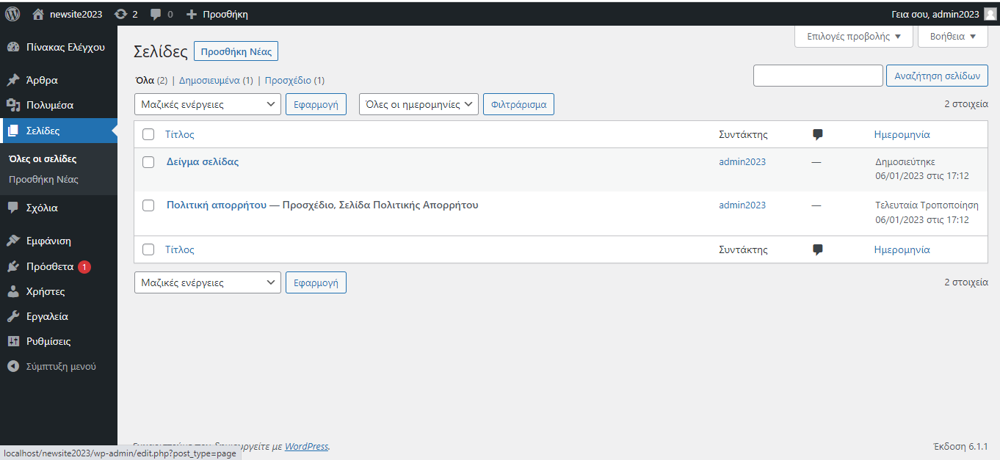 newsite2023 2 0 Προσθήκη Γεια σου, admin2023
Πίνακας Ελέγχου
Άρθρα
Πολυμέσα
Σελίδες
Όλες οι σελίδες
Προσθήκη Νέας
Σχόλια
Εμφάνιση
Πρόσθετα 1
Χρήστες
Εργαλεία
Ρυθμίσεις
Σύμπτυξη μενού
Επιλογές προβολής Βοήθεια
Σελίδες Προσθήκη Νέας
Όλα (2) | Δημοσιευμένα (1) | Προσχέδιο (1)
Αναζήτηση σελίδων
Μαζικές ενέργειες Εφαρμογή Όλες οι ημερομηνίες Φιλτράρισμα 2 στοιχεία
Τίτλος Συντάκτης Ημερομηνία
Δείγμα σελίδας admin2023 — Δημοσιεύτηκε
06/01/2023 στις 17:12
Πολιτική απορρήτου — Προσχέδιο, Σελίδα Πολιτικής Απορρήτου admin2023 — Τελευταία Τροποποίηση
06/01/2023 στις 17:12
Τίτλος Συντάκτης Ημερομηνία
Μαζικές ενέργειες Εφαρμογή 2 στοιχεία
με WordPress. Έκδοση 6.1.1
localhost/newsite2023/wp-admin/edit.php?post_type=page